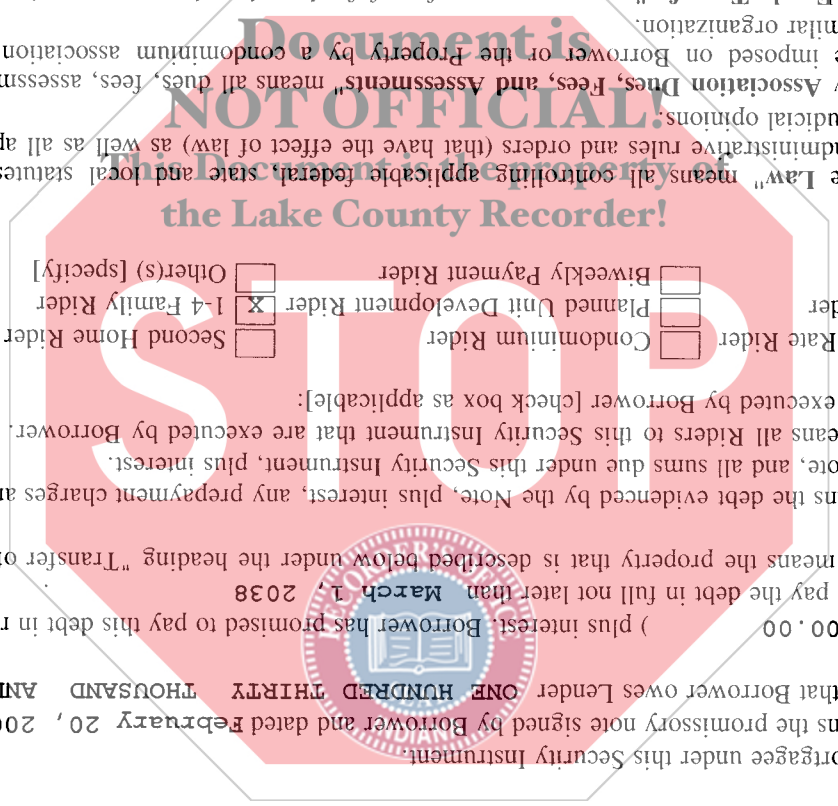 ortgagee under this Security Instrument.
ns the promissory note signed by Borrower and dated February 20, 200
that Borrower owes Lender ONE HUNDRED THIRTY THOUSAND AN
00.00 ) plus interest. Borrower has promised to pay this debt in r
pay the debt in full not later than March 1, 2038 .
means the property that is described below under the heading "Transfer o
ns the debt evidenced by the Note, plus interest, any prepayment charges an
ote, and all sums due under this Security Instrument, plus interest.
eans all Riders to this Security Instrument that are executed by Borrower.
executed by Borrower [check box as applicable]:
Rate Rider Condominium Rider Second Home Rider
der Planned Unit Development Rider X 1-4 Family Rider
Biweekly Payment Rider Other(s) [specify]
e Law" means all controlling applicable federal, state and local statutes
dministrative rules and orders (that have the effect of law) as well as all ap
udicial opinions.
y Association Dues, Fees, and Assessments" means all dues, fees, assessm
e imposed on Borrower or the Property by a condominium association
milar organization.
Document is
NOT OFFICIAL!
This Document is the property of
the Lake County Recorder!
STOP
RECORDER'S OFFICE
INDIANA